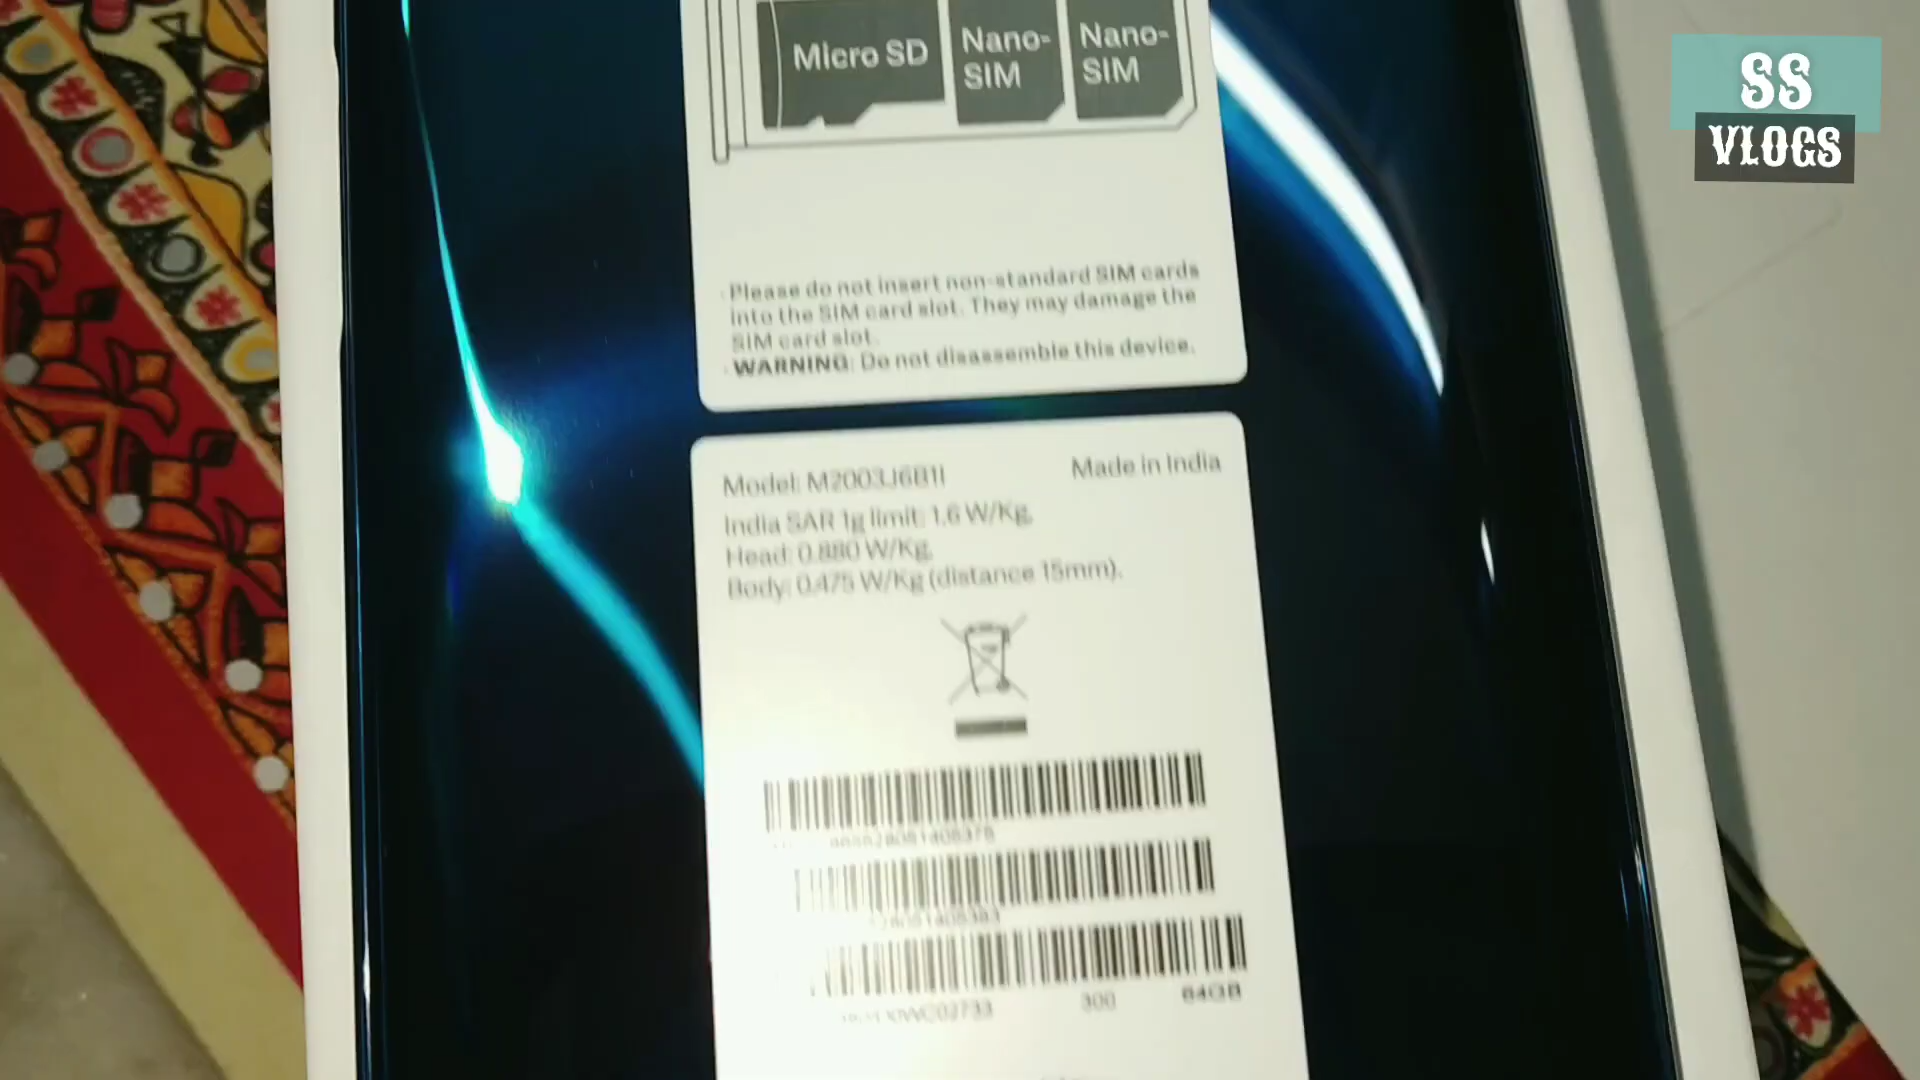 Micro SD
Nano-
SIM
Nano-
SIM
SS
VLOGS
· Please do not insert non-standard SIM cards
into the SIM card slot. They may damage the
SIM card slot.
· WARNING: Do not disassemble this device.
Model: M2003J6B1I
Made in India
India SAR 1g limit: 1.6 W/Kg,
Head: 0.880 W/Kg,
Body: 0.475 W/Kg (distance 15mm).
300
64GB